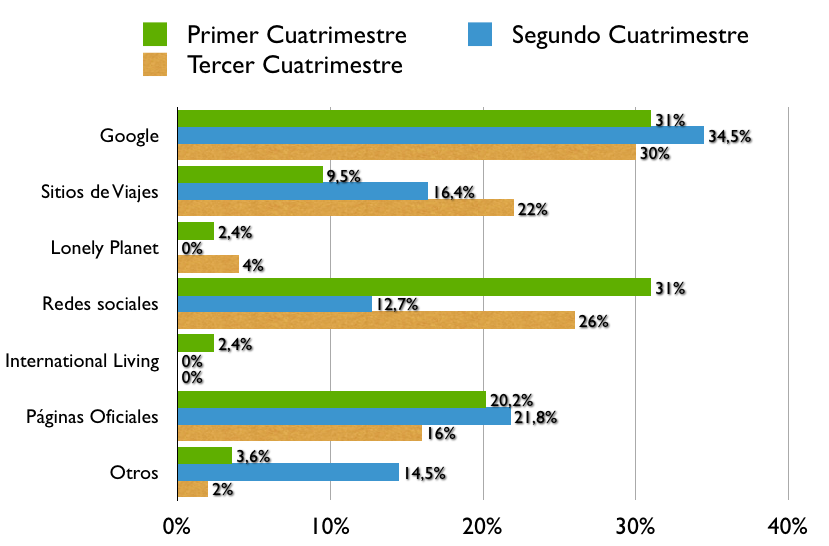 Primer Cuatrimestre Segundo Cuatrimestre
Tercer Cuatrimestre
Google
31%
34,5%
30%
Sitios de Viajes
9,5%
16,4%
22%
Lonely Planet
2,4%
0%
4%
Redes sociales
31%
12,7%
26%
International Living
2,4%
0%
0%
Páginas Oficiales
20,2%
21,8%
16%
Otros
3,6%
14,5%
2%
0% 10% 20% 30% 40%